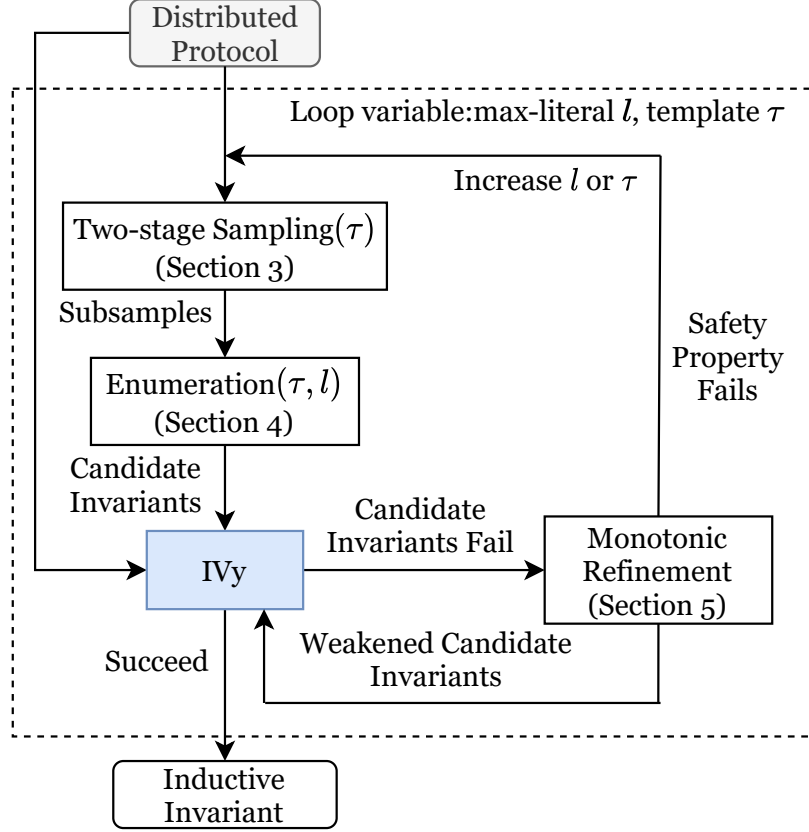 Distributed
Protocol
Loop variable:max-literal l, template τ
Increase l or τ
Two-stage Sampling(τ)
(Section 3)
Subsamples
Safety
Property
Fails
Enumeration(τ, l)
(Section 4)
Candidate
Invariants
Candidate
Invariants Fail
IVy
Monotonic
Refinement
(Section 5)
Weakened Candidate
Invariants
Succeed
Inductive
Invariant